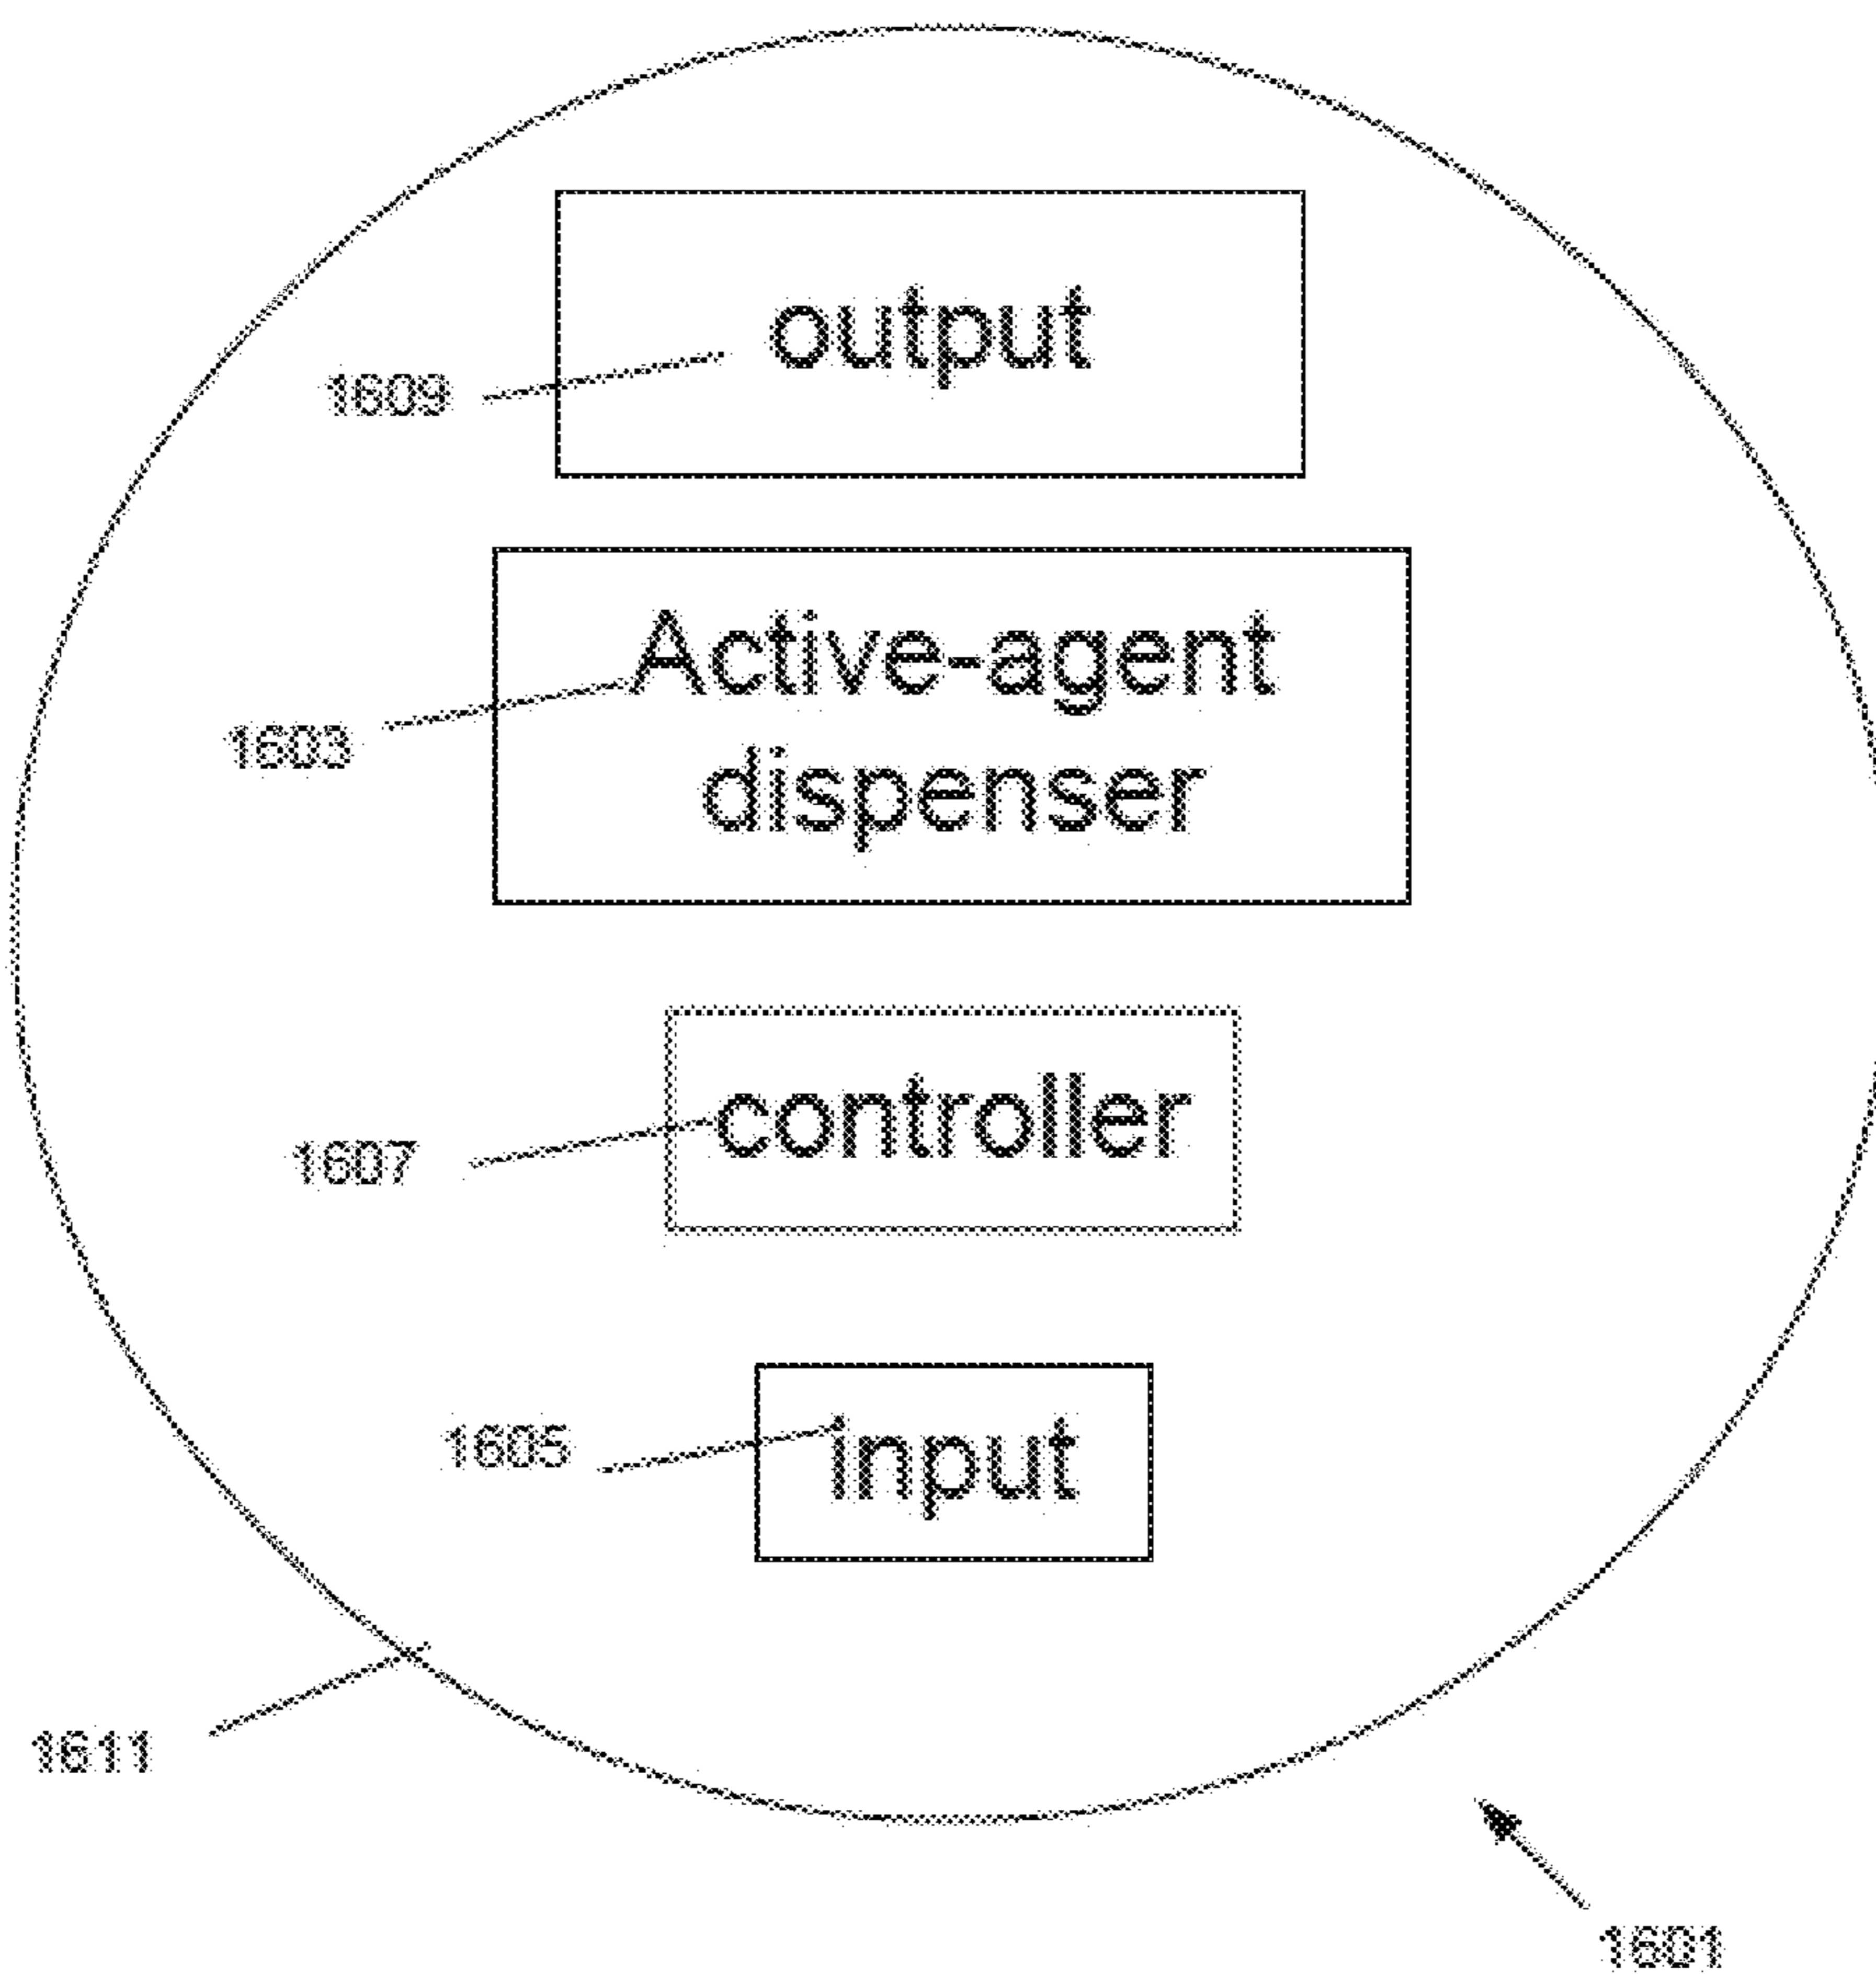 output
1609
Active-agent
1603
dispenser
controller
1607
1605
input
1611
1601